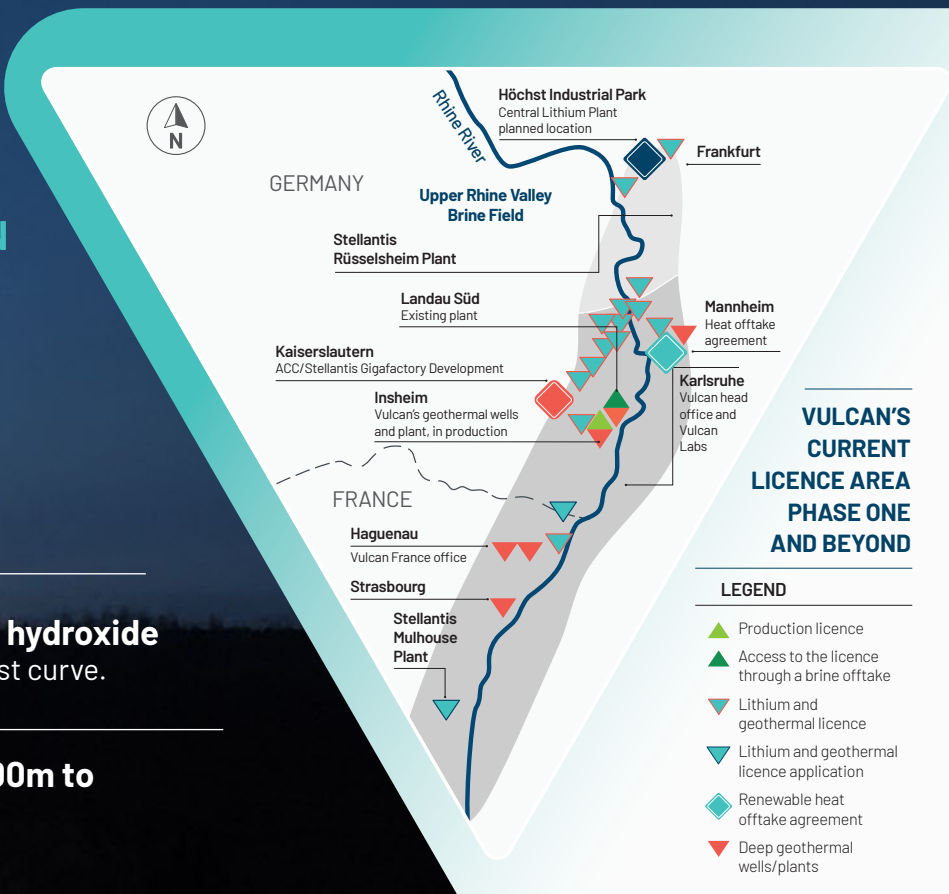 N
Rhine River
Höchst Industrial Park
Central Lithium Plant
planned location
Frankfurt
GERMANY
Upper Rhine Valley
Brine Field
Stellantis
Rüsselsheim Plant
Landau Süd
Existing plant
Mannheim
Heat offtake
agreement
Kaiserslautern
ACC/Stellantis Gigafactory Development
Karlsruhe
Vulcan head
office and
Vulcan
Labs
Insheim
Vulcan's geothermal wells
and plant, in production
FRANCE
Haguenau
Vulcan France office
Strasbourg
Stellantis
Mulhouse
Plant
hydroxide
st curve.
00m to
VULCAN'S
CURRENT
LICENCE AREA
PHASE ONE
AND BEYOND
LEGEND
Production licence
Access to the licence
through a brine offtake
Lithium and
geothermal licence
Lithium and geothermal
licence application
Renewable heat
offtake agreement
Deep geothermal
wells/plants